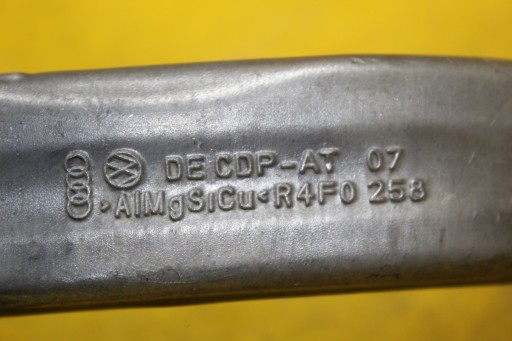 DE CDP-AT 07
>AlMgSiCu<R4F0 258